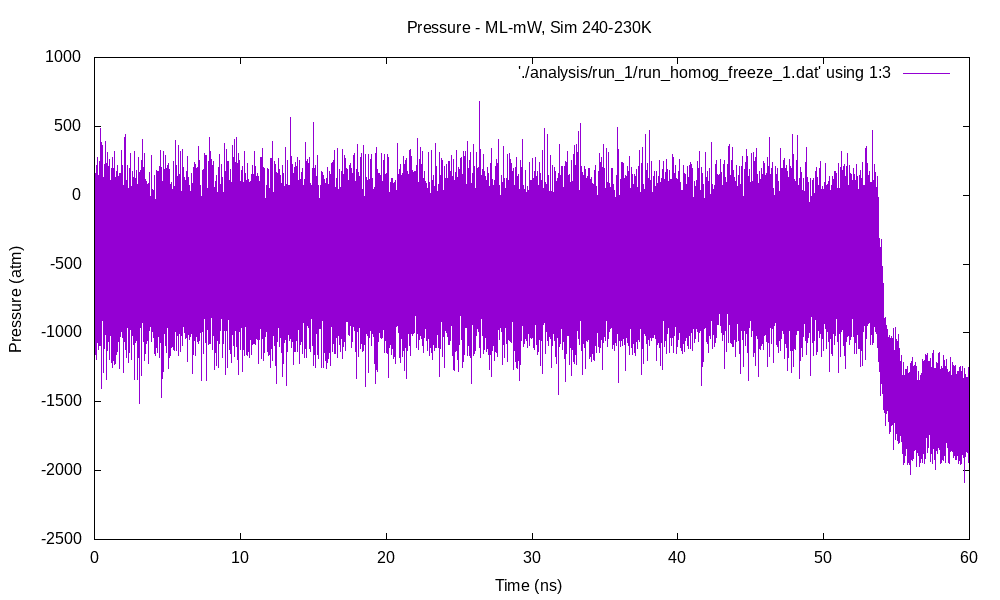 Pressure - ML-mW, Sim 240-230K
'./analysis/run_1/run_homog_freeze_1.dat' using 1:3
1000
500
0
-500
-1000
-1500
-2000
-2500
Pressure (atm)
0 10 20 30 40 50 60
Time (ns)